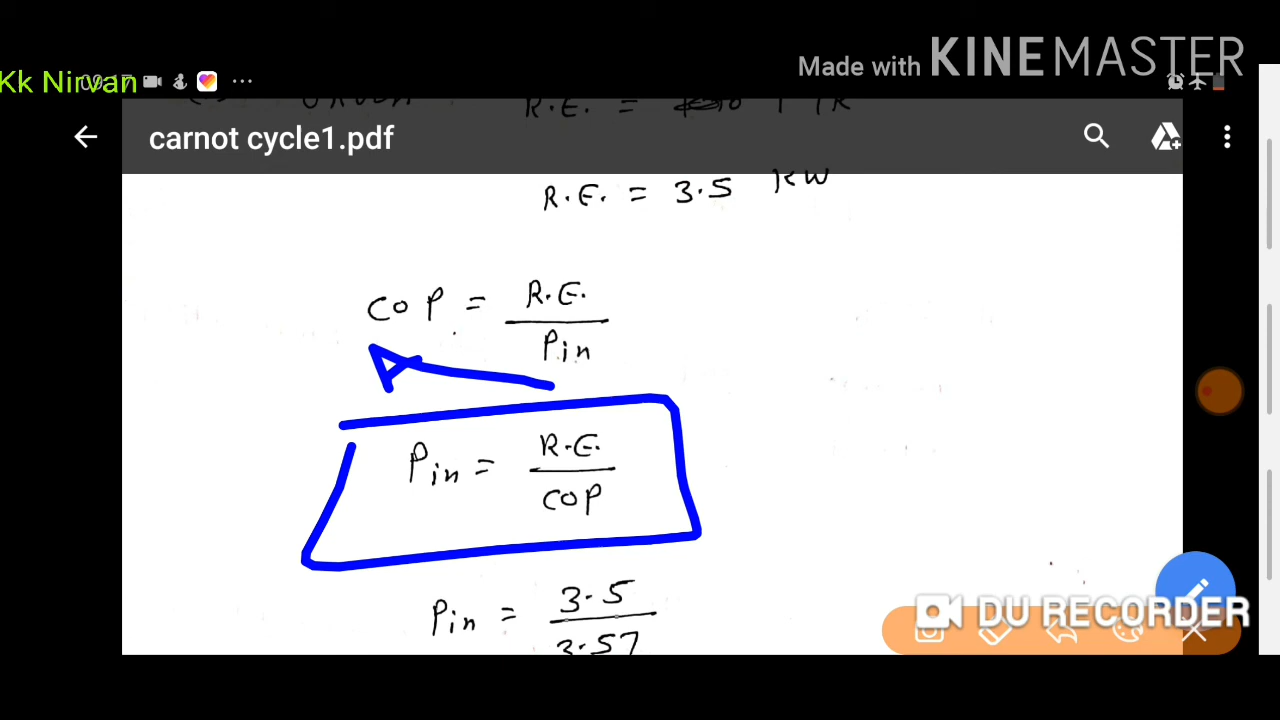 Made with KINEMASTER
Kk Nirvan
R.E. =
carnot cycle1.pdf
R.E. = 3.5 kW
COP = R.E.
Pin
Pin = R.E.
COP
Pin = 3.5
3.57
DU RECORDER